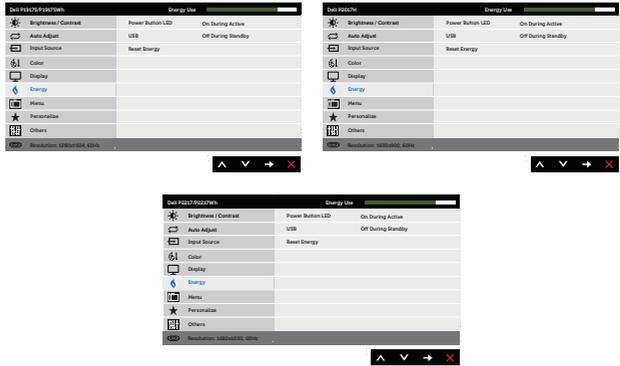 Dell P1917S/P1917SWh Energy Use
Brightness / Contrast Power Button LED On During Active
Auto Adjust USB Off During Standby
Input Source Reset Energy
Color
Display
Energy
Menu
Personalize
Others
Resolution: 1280x1024, 60Hz
Dell P2017H Energy Use
Brightness / Contrast Power Button LED On During Active
Auto Adjust USB Off During Standby
Input Source Reset Energy
Color
Display
Energy
Menu
Personalize
Others
Resolution: 1600x900, 60Hz
Dell P2217/P2217Wh Energy Use
Brightness / Contrast Power Button LED On During Active
Auto Adjust USB Off During Standby
Input Source Reset Energy
Color
Display
Energy
Menu
Personalize
Others
Resolution: 1680x1050, 60Hz